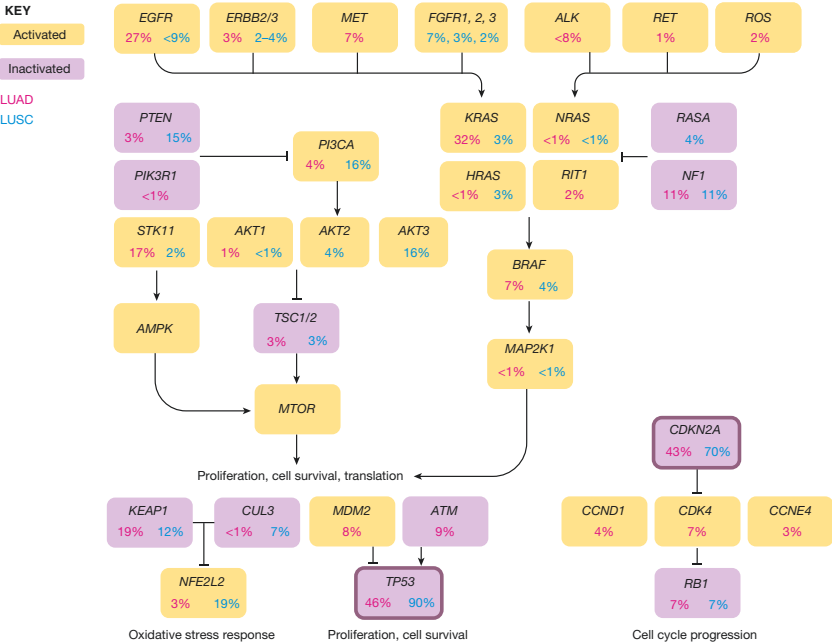 KEY
Activated
Inactivated
LUAD
LUSC
EGFR
27% <9%
ERBB2/3
3% 2–4%
MET
7%
FGFR1, 2, 3
7%, 3%, 2%
ALK
<8%
RET
1%
ROS
2%
PTEN
3% 15%
PIK3R1
<1%
PI3CA
4% 16%
KRAS
32% 3%
NRAS
<1% <1%
RASA
4%
HRAS
<1% 3%
RIT1
2%
NF1
11% 11%
STK11
17% 2%
AKT1
1% <1%
AKT2
4%
AKT3
16%
BRAF
7% 4%
AMPK
TSC1/2
3% 3%
MAP2K1
<1% <1%
MTOR
CDKN2A
43% 70%
Proliferation, cell survival, translation
KEAP1
19% 12%
CUL3
<1% 7%
MDM2
8%
ATM
9%
CCND1
4%
CDK4
7%
CCNE4
3%
NFE2L2
3% 19%
TP53
46% 90%
RB1
7% 7%
Oxidative stress response
Proliferation, cell survival
Cell cycle progression